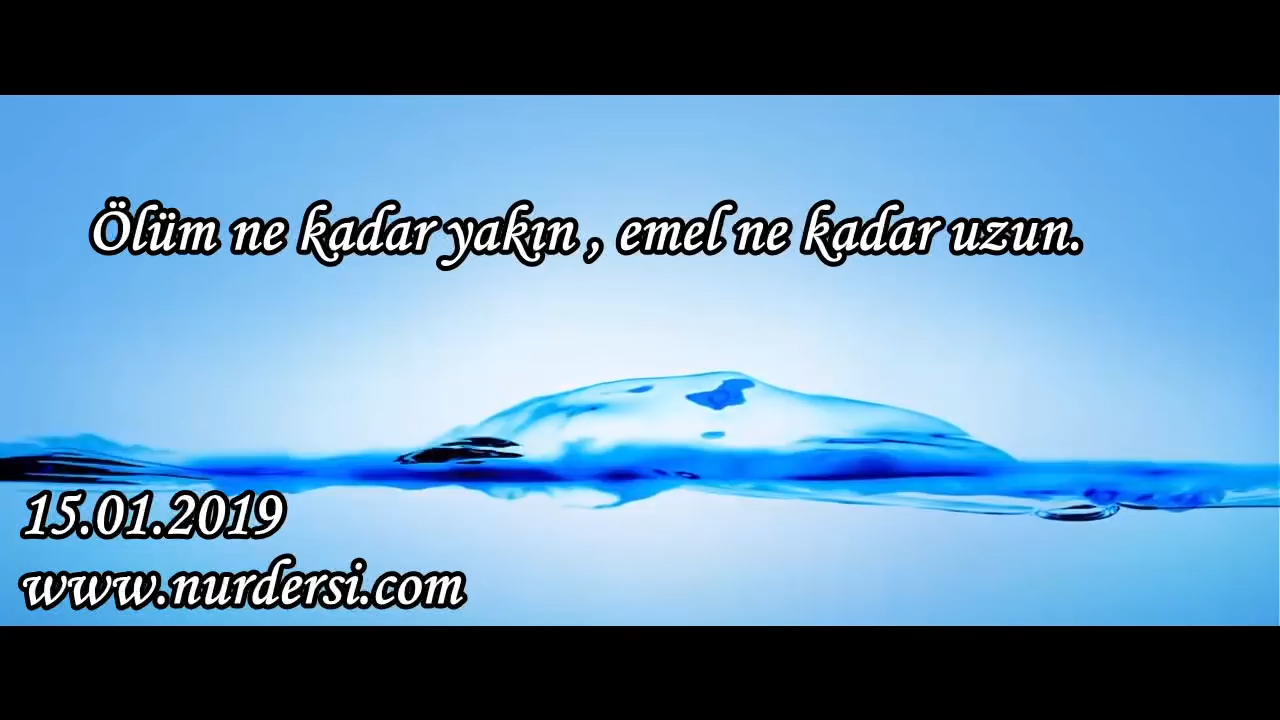 Ölüm ne kadar yakın , emel ne kadar uzun.
15.01.2019
www.nurdersi.com